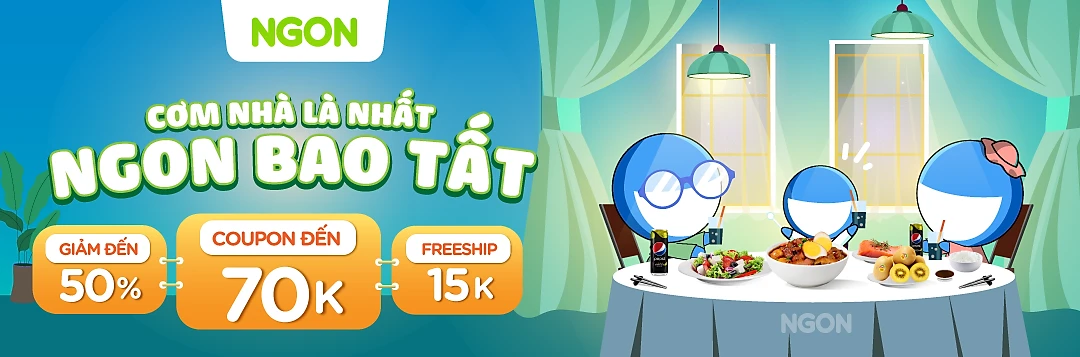 NGON
CƠM NHÀ LÀ NHẤT
NGON BAO TẤT
GIẢM ĐẾN
50%
COUPON ĐẾN
70K
FREESHIP
15K
NGON